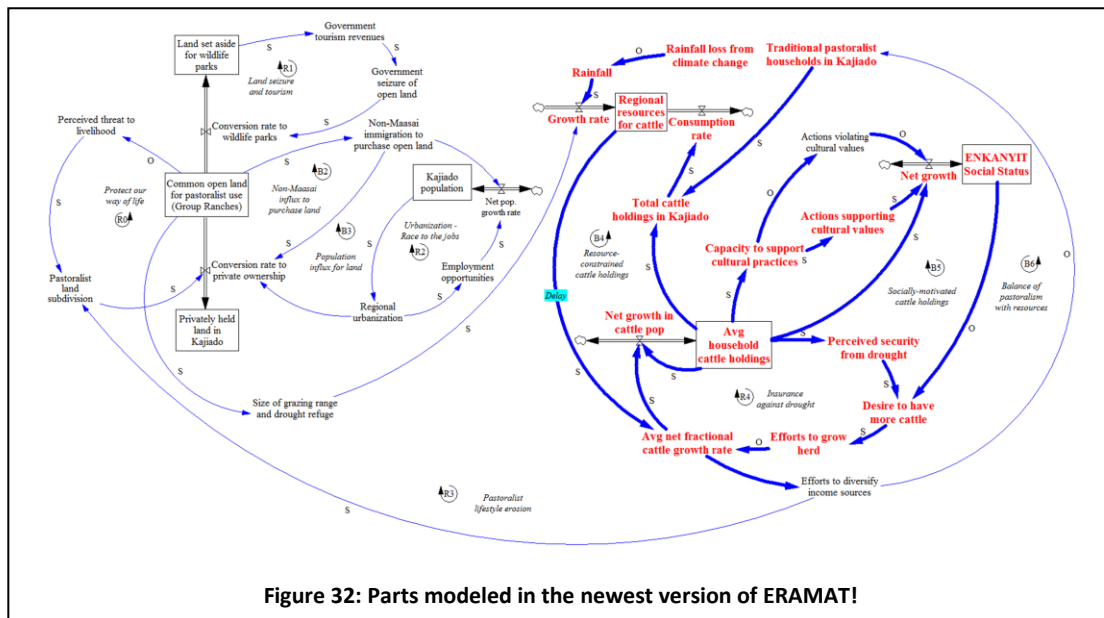 Government
tourism revenues
Land set aside
for wildlife
parks
S
R1
Land seizure
and tourism
S
Government
seizure of
open land
S
Perceived threat to
livelihood
Conversion rate to
wildlife parks
Non-Maasai
immigration to
purchase open land
O
S
B2
Non-Maasai
influx to
purchase land
Protect our
way of life
R0
Common open land
for pastoralist use
(Group Ranches)
Kajiado
population
S
Net pop.
growth rate
S
S
B3
Population
influx for land
Urbanization -
Race to the jobs
R2
S
S
Pastoralist
land
subdivision
S
Conversion rate to
private ownership
Employment
opportunities
S
S
Regional
urbanization
Privately held
land in
Kajiado
S
S
Size of grazing range
and drought refuge
Rainfall loss from
climate change
O
Rainfall
S
Growth rate
Regional
resources
for cattle
Consumption
rate
Traditional pastoralist
households in Kajiado
S
Actions violating
cultural values
O
Net growth
ENKANYIT
Social Status
S
S
O
Total cattle
holdings in Kajiado
Actions supporting
cultural values
S
B4
Resource-
constrained
cattle holdings
Capacity to support
cultural practices
S
S
S
S
B5
Socially-motivated
cattle holdings
B6
Balance of
pastoralism
with resources
O
Delay
Net growth in
cattle pop
Avg
household
cattle holdings
S
Perceived security
from drought
O
S
S
S
R4
Insurance
against drought
S
Desire to have
more cattle
S
Avg net fractional
cattle growth rate
O
Efforts to grow
herd
S
Efforts to diversify
income sources
R3
Pastoralist
lifestyle erosion
S
Figure 32: Parts modeled in the newest version of ERAMAT!